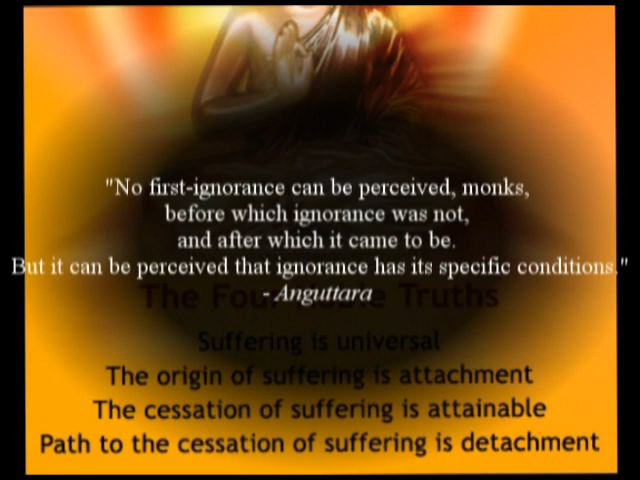 "No first-ignorance can be perceived, monks,
before which ignorance was not,
and after which it came to be.
But it can be perceived that ignorance has its specific conditions."
- Anguttara
The Four Noble Truths
Suffering is universal
The origin of suffering is attachment
The cessation of suffering is attainable
Path to the cessation of suffering is detachment